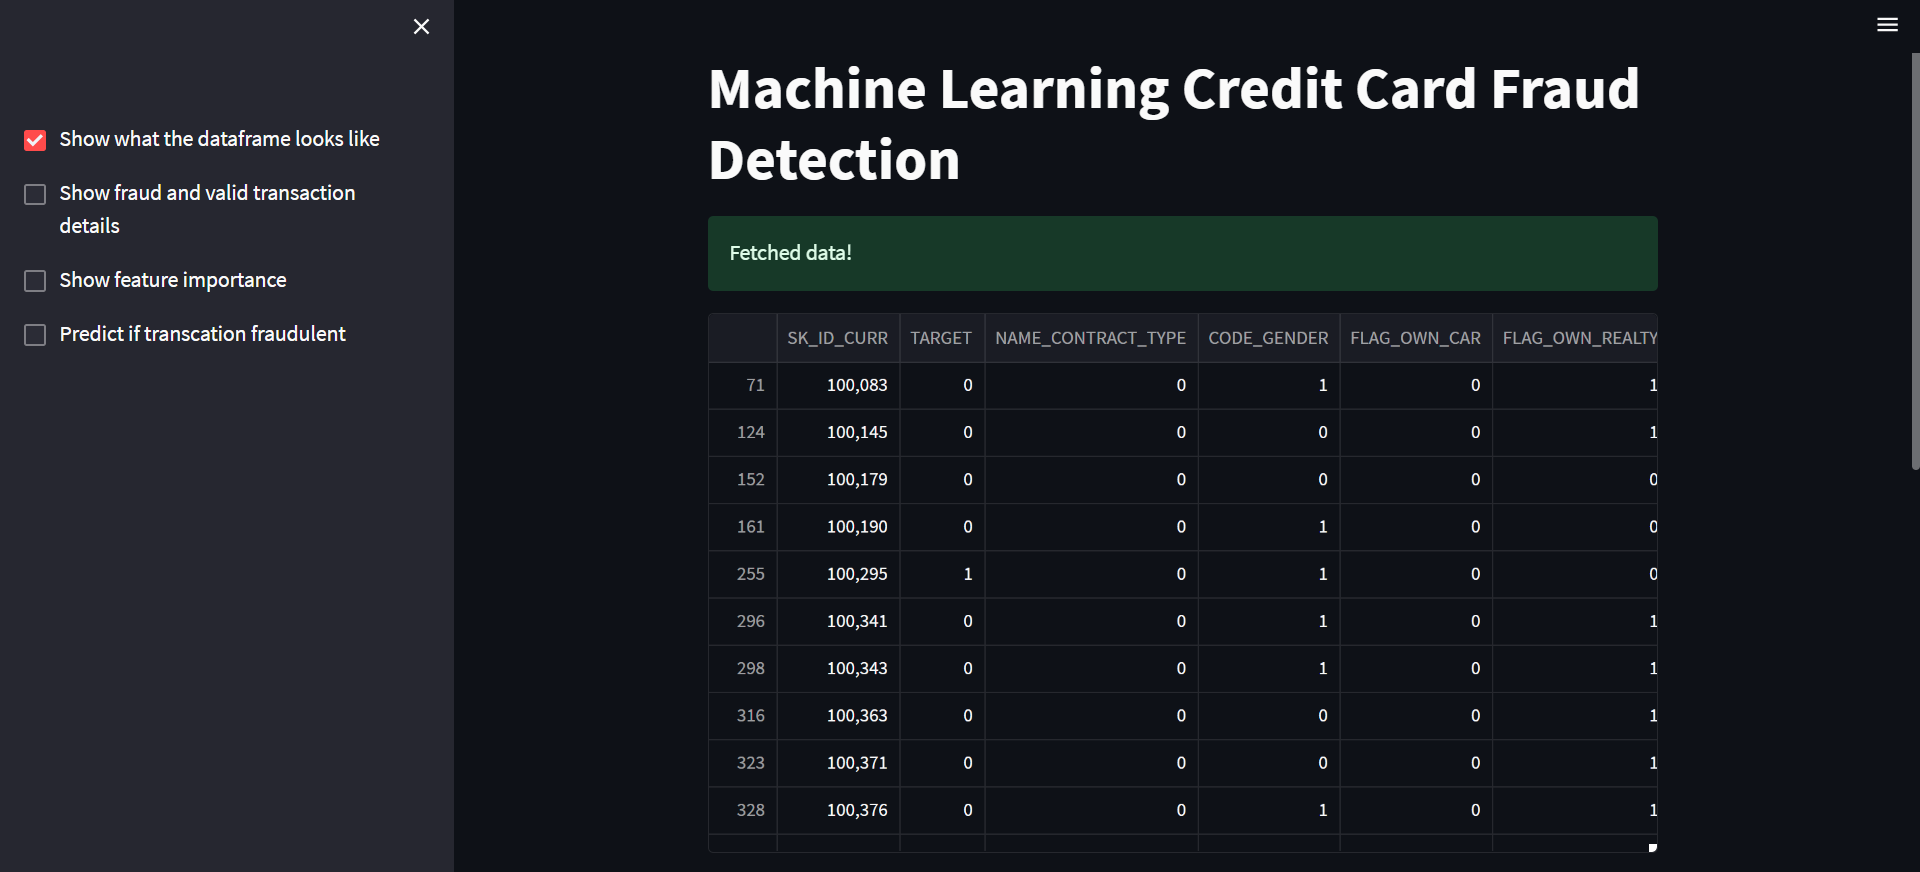 Show what the dataframe looks like
Show fraud and valid transaction
details
Show feature importance
Predict if transcation fraudulent
Machine Learning Credit Card Fraud
Detection
Fetched data!
SK_ID_CURR TARGET NAME_CONTRACT_TYPE CODE_GENDER FLAG_OWN_CAR FLAG_OWN_REALTY
71 100,083 0 0 1 0 1
124 100,145 0 0 0 0 1
152 100,179 0 0 0 0 0
161 100,190 0 0 1 0 0
255 100,295 1 0 1 0 0
296 100,341 0 0 1 0 1
298 100,343 0 0 1 0 1
316 100,363 0 0 0 0 1
323 100,371 0 0 0 0 1
328 100,376 0 0 1 0 1